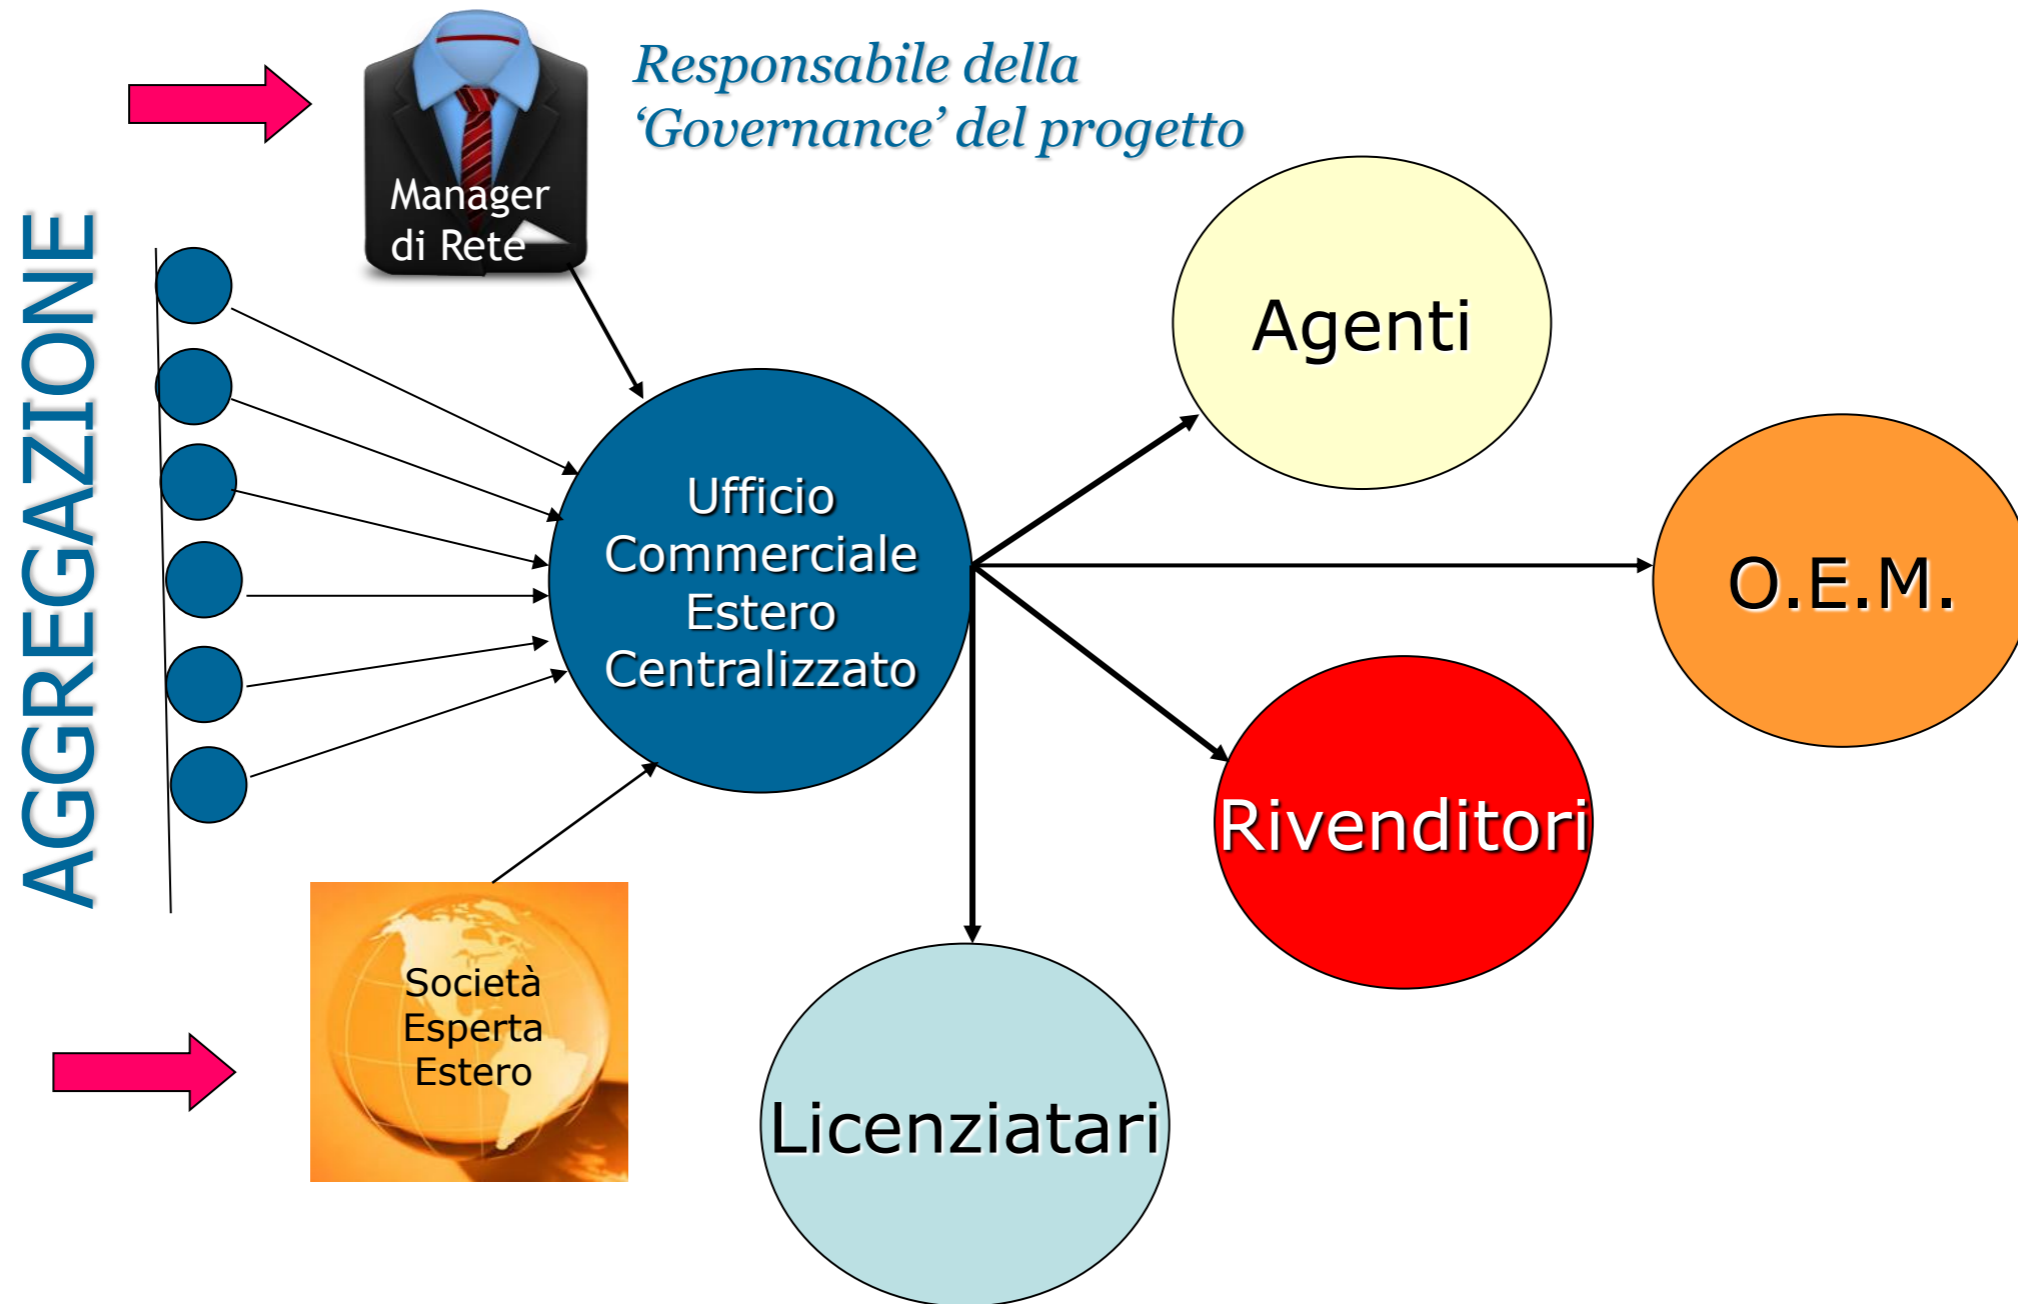 Responsabile della
‘Governance’ del progetto
Manager
di Rete
AGGREGAZIONE
Agenti
Ufficio
Commerciale
Estero
Centralizzato
O.E.M.
Rivenditori
Società
Esperta
Estero
Licenziatari